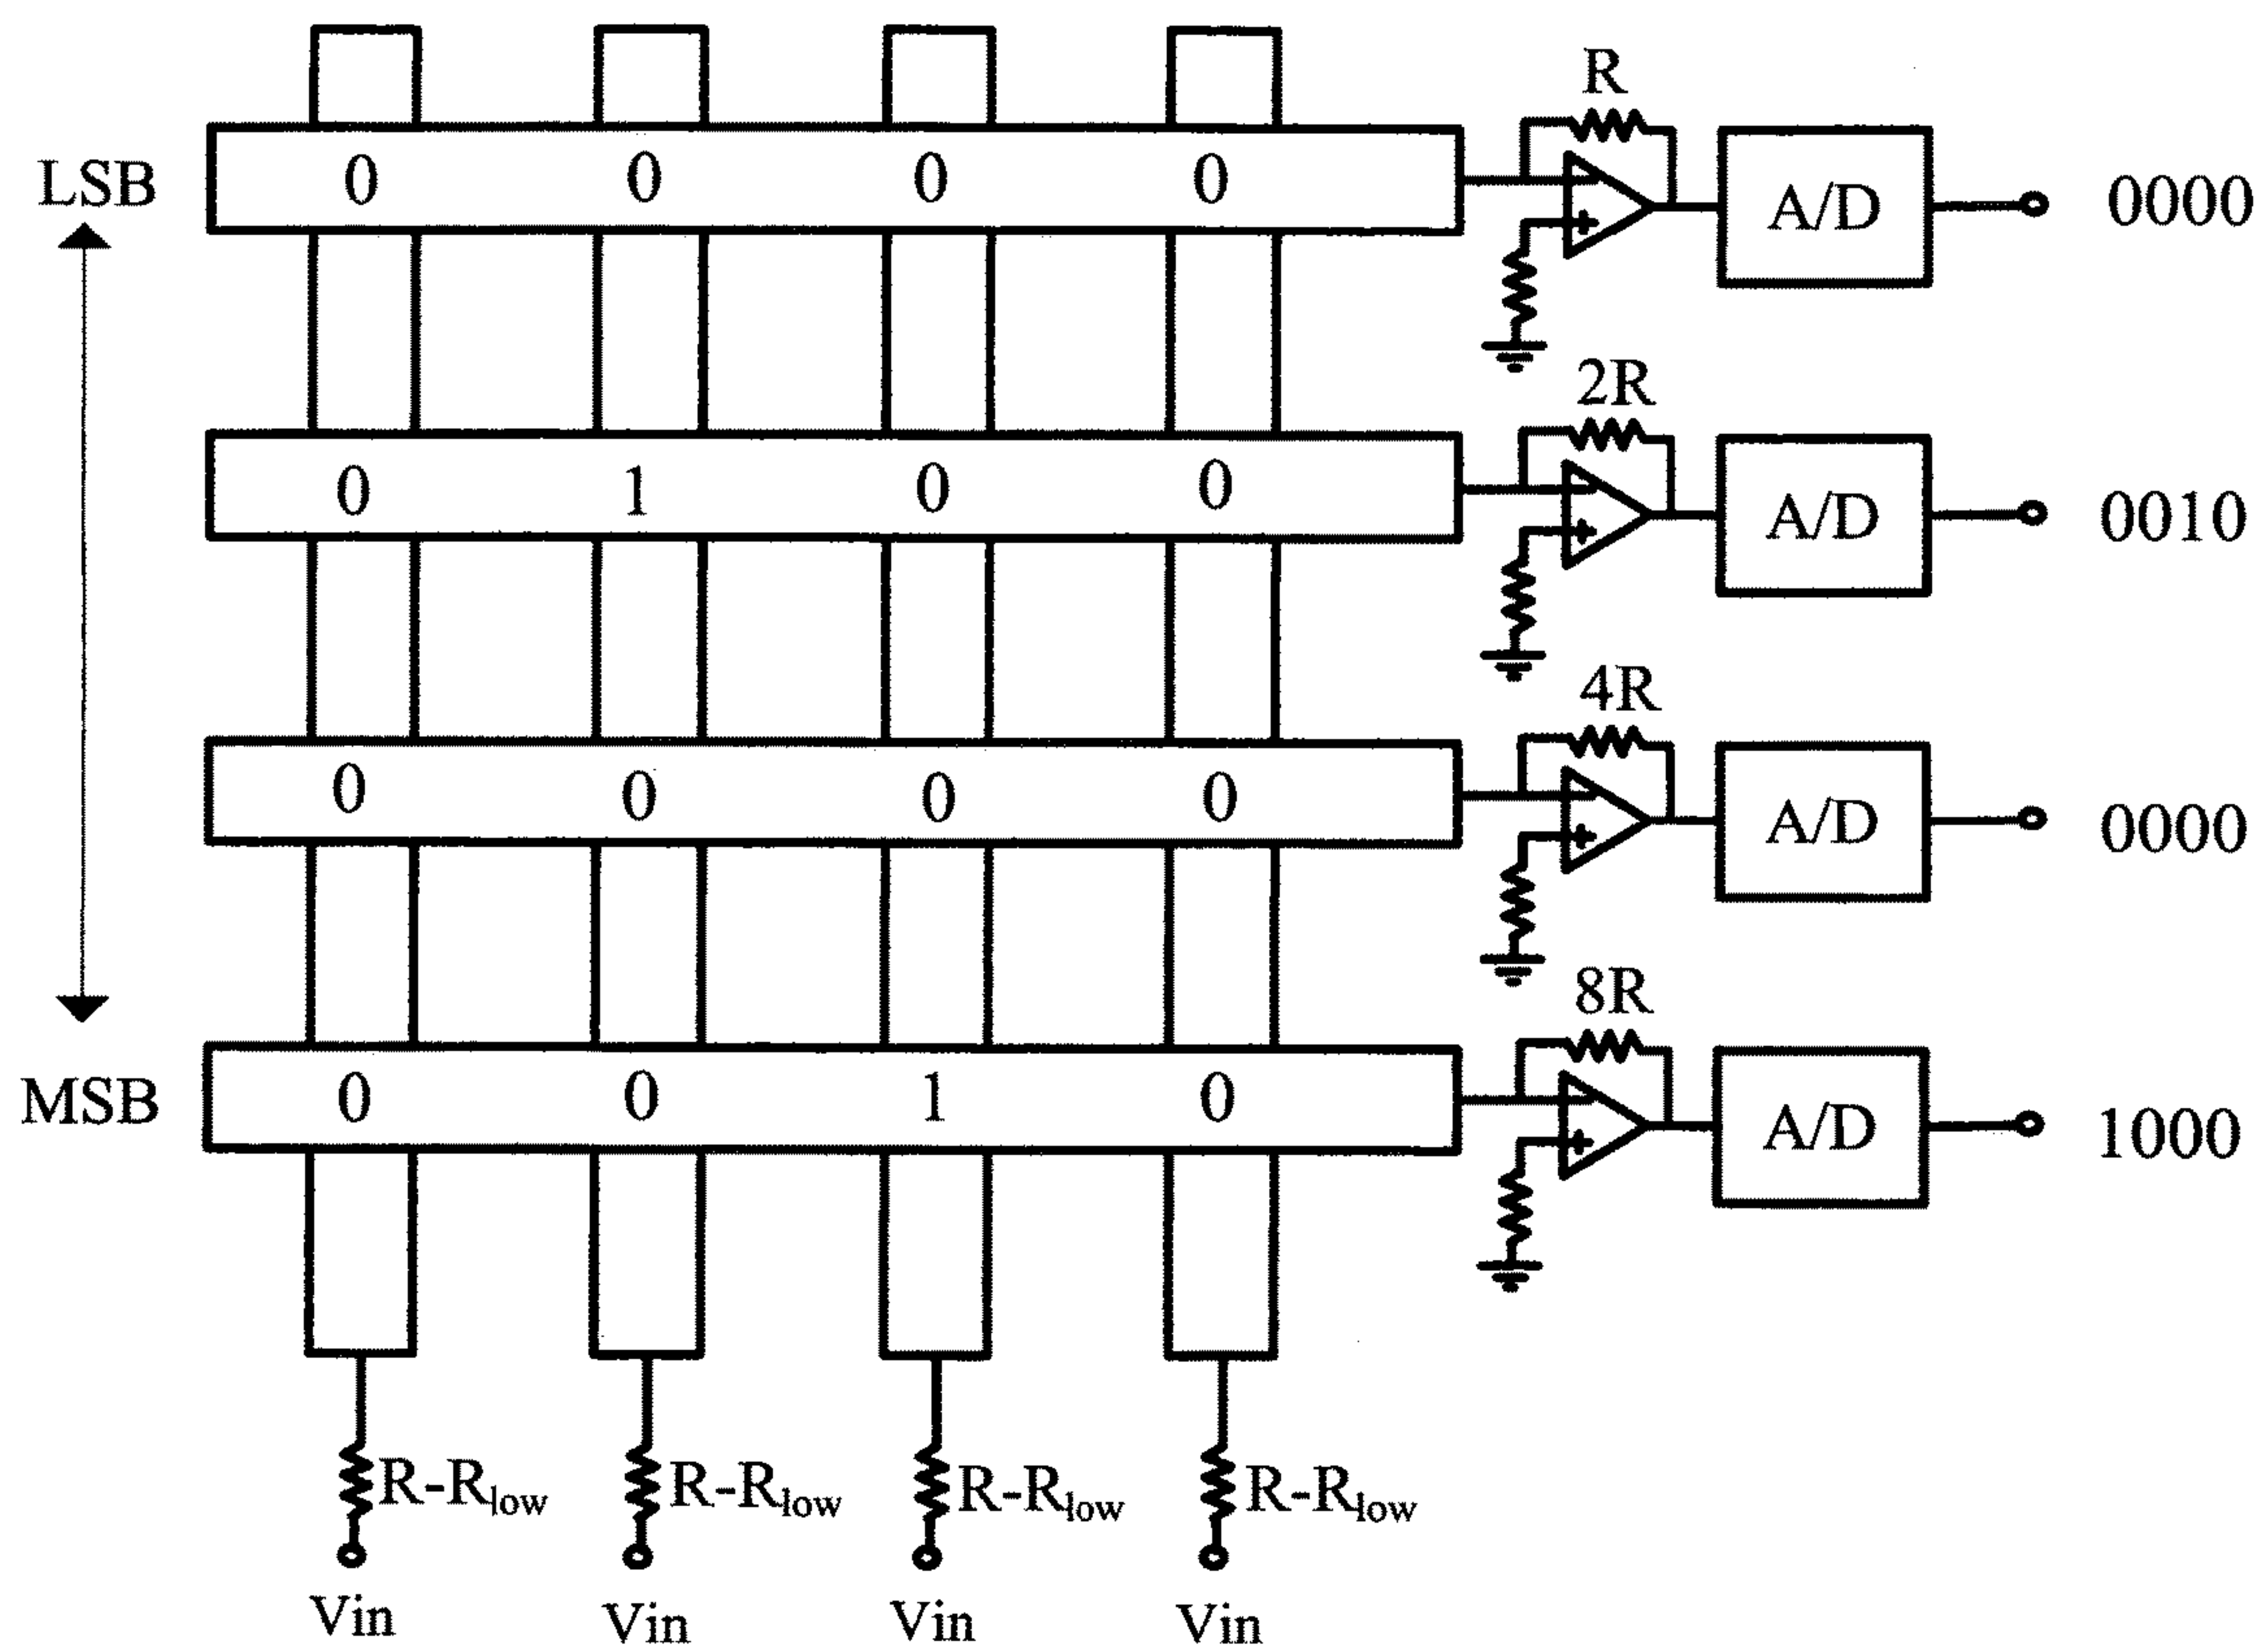 R
LSB 0 0 0 0 A/D 0000
2R
0 1 0 0 A/D 0010
4R
0 0 0 0 A/D 0000
8R
MSB 0 0 1 0 A/D 1000
R-Rlow R-Rlow R-Rlow R-Rlow
Vin Vin Vin Vin